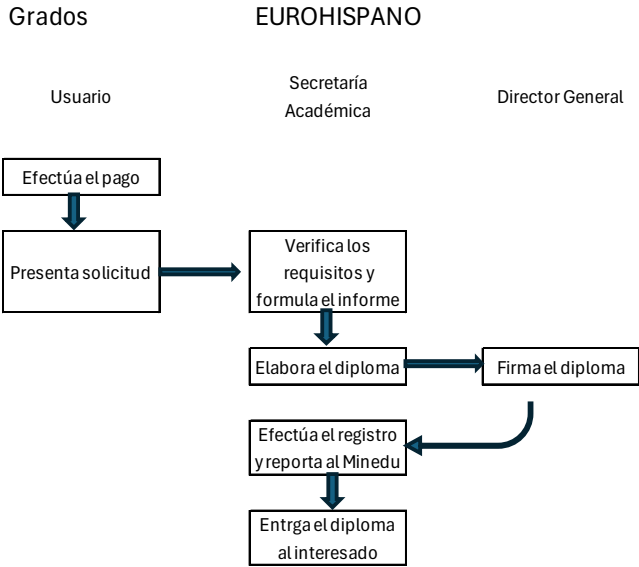 Grados
EUROHISPANO
Usuario
Secretaría
Académica
Director General
Efectúa el pago
Presenta solicitud
Verifica los
requisitos y
formula el informe
Elabora el diploma
Firma el diploma
Efectúa el registro
y reporta al Minedu
Entrga el diploma
al interesado